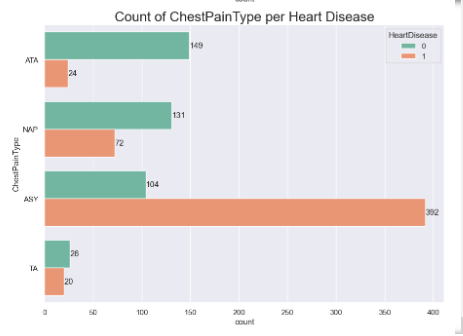 Count of ChestPainType per Heart Disease
HeartDisease
0
1
ATA
149
24
NAP
131
72
ChestPainType
ASY
104
392
TA
26
20
0 50 100 150 200 250 300 350 400
count